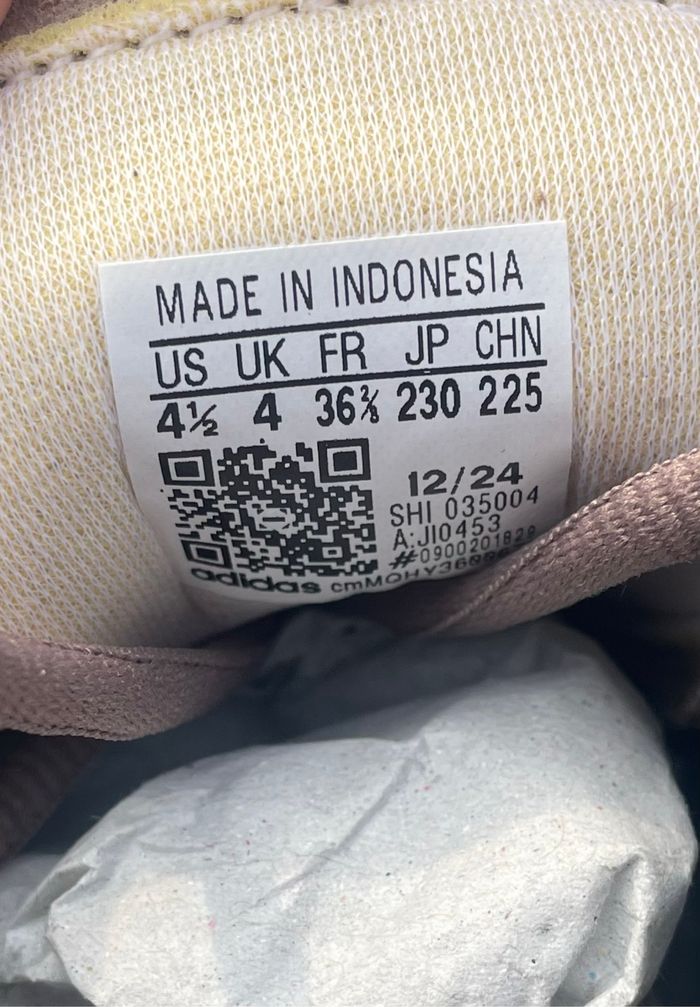 MADE IN INDONESIA
US UK FR JP CHN
4½ 4 36⅔ 230 225
12/24
SHI 035004
A:JI0453
#0900201829
adidas